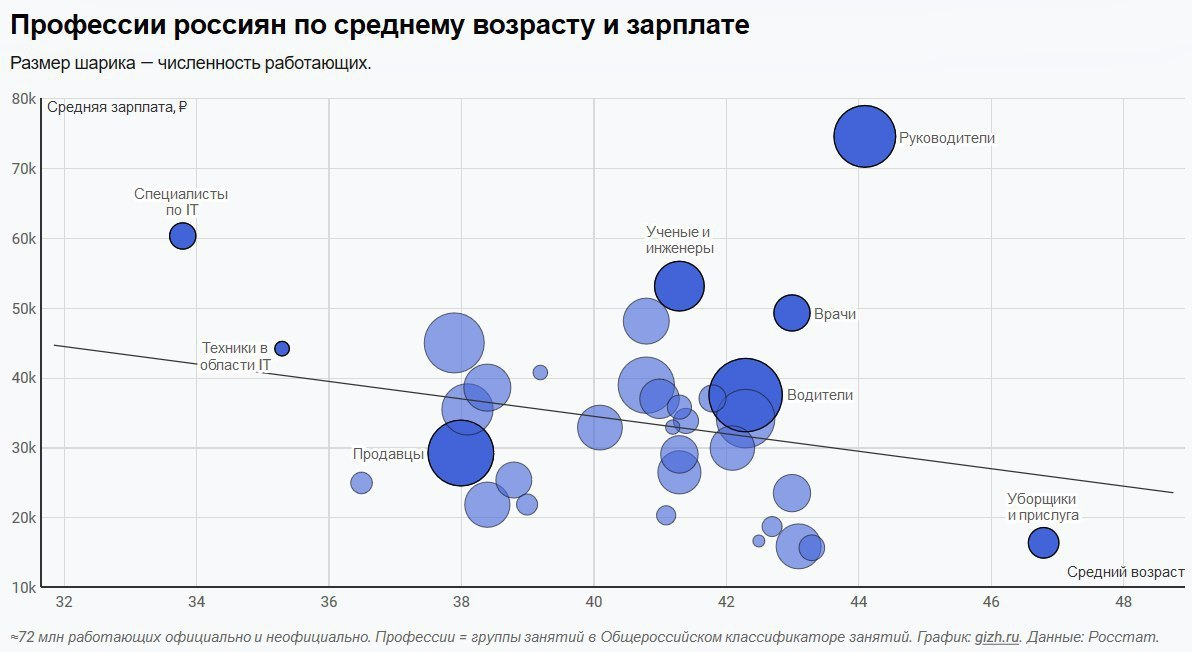 Профессии россиян по среднему возрасту и зарплате
Размер шарика — численность работающих.
80k
Средняя зарплата, ₽
70k
Руководители
Специалисты
по IT
60k
Ученые и
инженеры
50k
Врачи
Техники в
области IT
40k
Водители
30k
Продавцы
20k
Уборщики
и прислуга
10k
Средний возраст
32 34 36 38 40 42 44 46 48
≈72 млн работающих официально и неофициально. Профессии = группы занятий в Общероссийском классификаторе занятий. График: gizh.ru. Данные: Росстат.